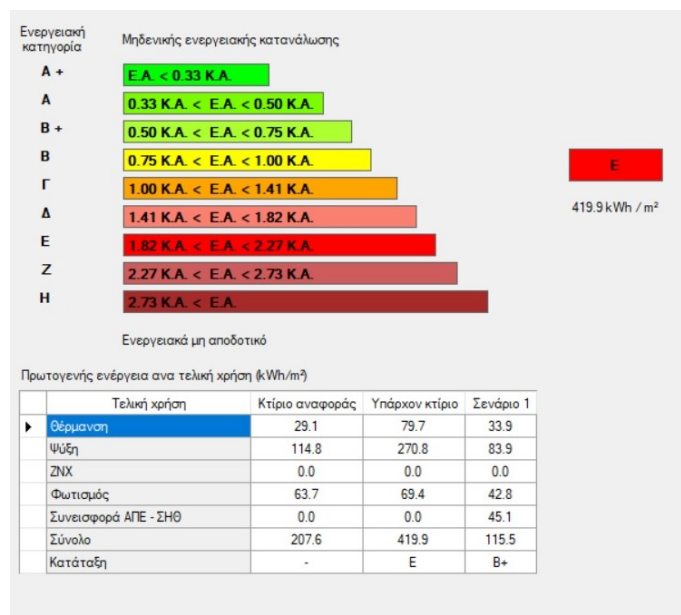 Ενεργειακή
κατηγορία
Μηδενικής ενεργειακής κατανάλωσης
Α + Ε.Α. < 0.33 Κ.Α.
Α 0.33 Κ.Α. < Ε.Α. < 0.50 Κ.Α.
Β + 0.50 Κ.Α. < Ε.Α. < 0.75 Κ.Α.
Β 0.75 Κ.Α. < Ε.Α. < 1.00 Κ.Α.
Ε
Γ 1.00 Κ.Α. < Ε.Α. < 1.41 Κ.Α.
419.9 kWh / m²
Δ 1.41 Κ.Α. < Ε.Α. < 1.82 Κ.Α.
Ε 1.82 Κ.Α. < Ε.Α. < 2.27 Κ.Α.
Ζ 2.27 Κ.Α. < Ε.Α. < 2.73 Κ.Α.
Η 2.73 Κ.Α. < Ε.Α.
Ενεργειακά μη αποδοτικό
Πρωτογενής ενέργεια ανα τελική χρήση (kWh/m²)
Τελική χρήση Κτίριο αναφοράς Υπάρχον κτίριο Σενάριο 1
Θέρμανση 29.1 79.7 33.9
Ψύξη 114.8 270.8 83.9
ΖΝΧ 0.0 0.0 0.0
Φωτισμός 63.7 69.4 42.8
Συνεισφορά ΑΠΕ - ΣΗΘ 0.0 0.0 45.1
Σύνολο 207.6 419.9 115.5
Κατάταξη - Ε Β+